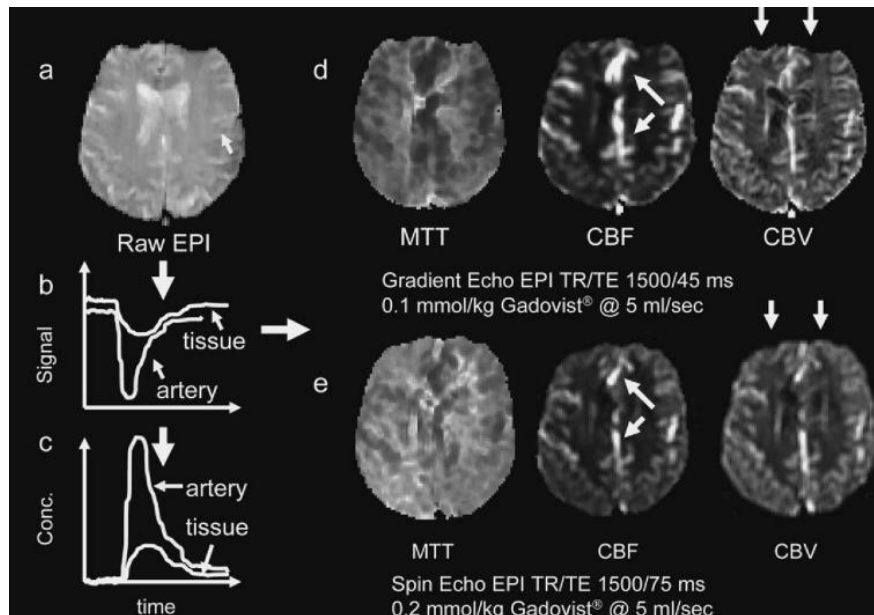 a
Raw EPI
b
Signal
tissue
artery
c
Conc.
artery
tissue
time
d
MTT
CBF
CBV
Gradient Echo EPI TR/TE 1500/45 ms
0.1 mmol/kg Gadovist® @ 5 ml/sec
e
MTT
CBF
CBV
Spin Echo EPI TR/TE 1500/75 ms
0.2 mmol/kg Gadovist® @ 5 ml/sec